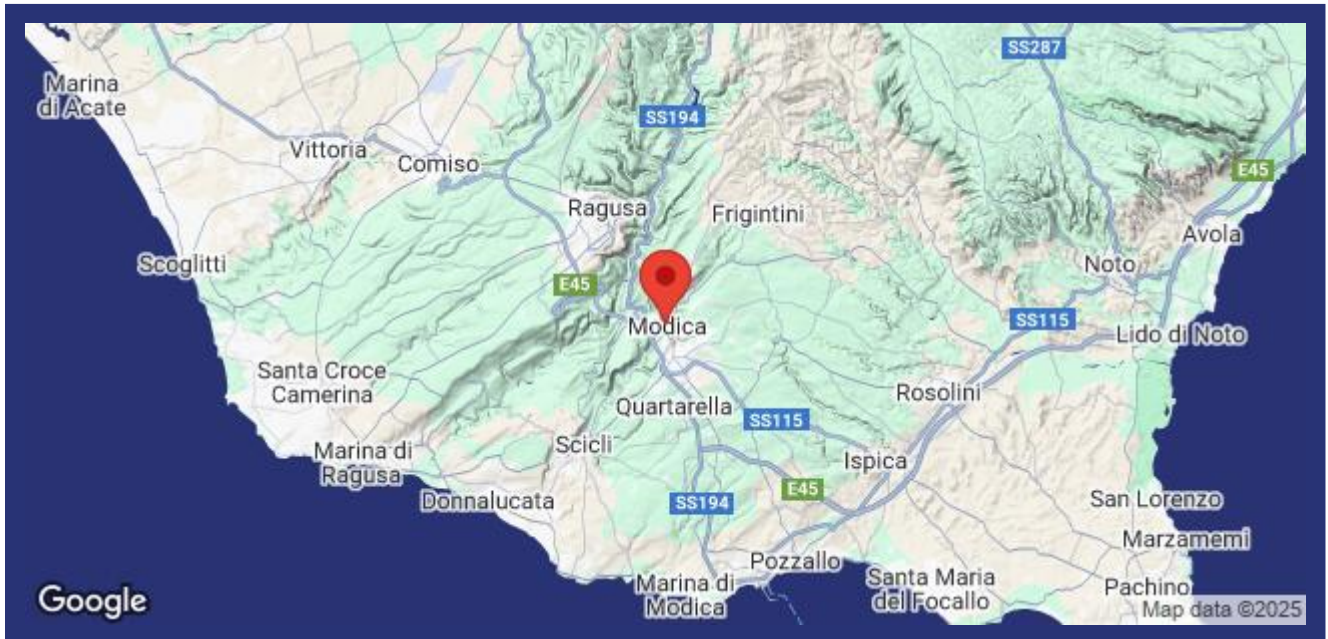 SS287
Marina
di Acate
SS194
Vittoria
Comiso
E45
Ragusa
Frigintini
Avola
Scoglitti
Noto
E45
Modica
SS115
Lido di Noto
Santa Croce
Camerina
Rosolini
Quartarella
SS115
Scicli
Marina di
Ragusa
Ispica
Donnalucata
E45
SS194
San Lorenzo
Marzamemi
Pozzallo
Marina di
Modica
Santa Maria
del Focallo
Pachino
Google
Map data ©2025